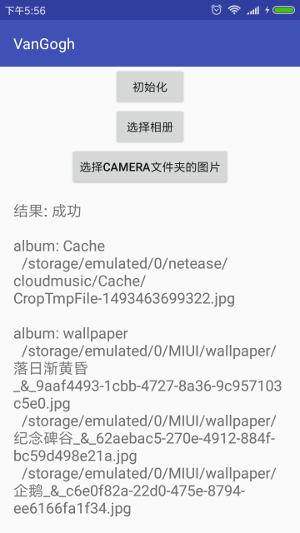 下午5:56
VanGogh
初始化
选择相册
选择CAMERA文件夹的图片
结果: 成功
album: Cache
/storage/emulated/0/netease/
cloudmusic/Cache/
CropTmpFile-1493463699322.jpg
album: wallpaper
/storage/emulated/0/MIUI/wallpaper/
落日渐黄昏
_&_9aaf4493-1cbb-4727-8a36-9c957103
c5e0.jpg
/storage/emulated/0/MIUI/wallpaper/
纪念碑谷_&_62aebac5-270e-4912-884f-
bc59d498e21a.jpg
/storage/emulated/0/MIUI/wallpaper/
企鹅_&_c6e0f82a-22d0-475e-8794-
ee6166fa1f34.jpg